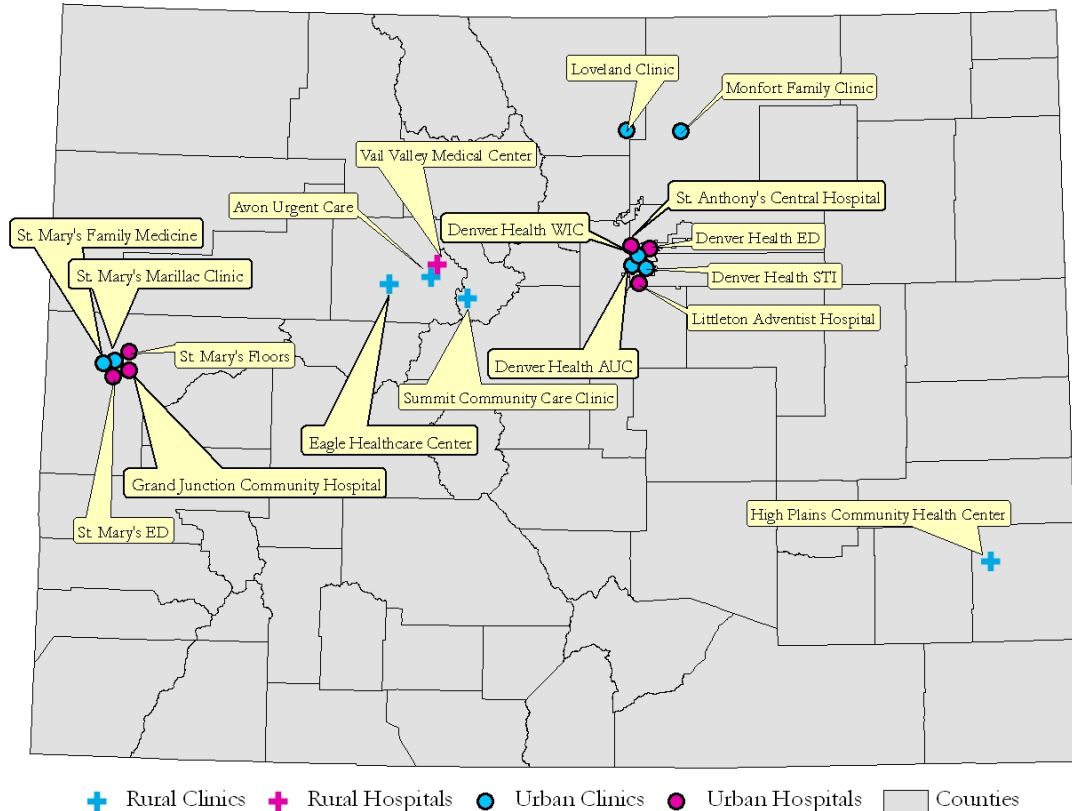 Loveland Clinic
Monfort Family Clinic
Vail Valley Medical Center
Avon Urgent Care
St. Anthony's Central Hospital
St. Mary's Family Medicine
Denver Health WIC
Denver Health ED
St. Mary's Marillac Clinic
Denver Health STI
Littleton Adventist Hospital
St. Mary's Floors
Denver Health AUC
Summit Community Care Clinic
Eagle Healthcare Center
Grand Junction Community Hospital
High Plains Community Health Center
St. Mary's ED
Rural Clinics Rural Hospitals Urban Clinics Urban Hospitals Counties